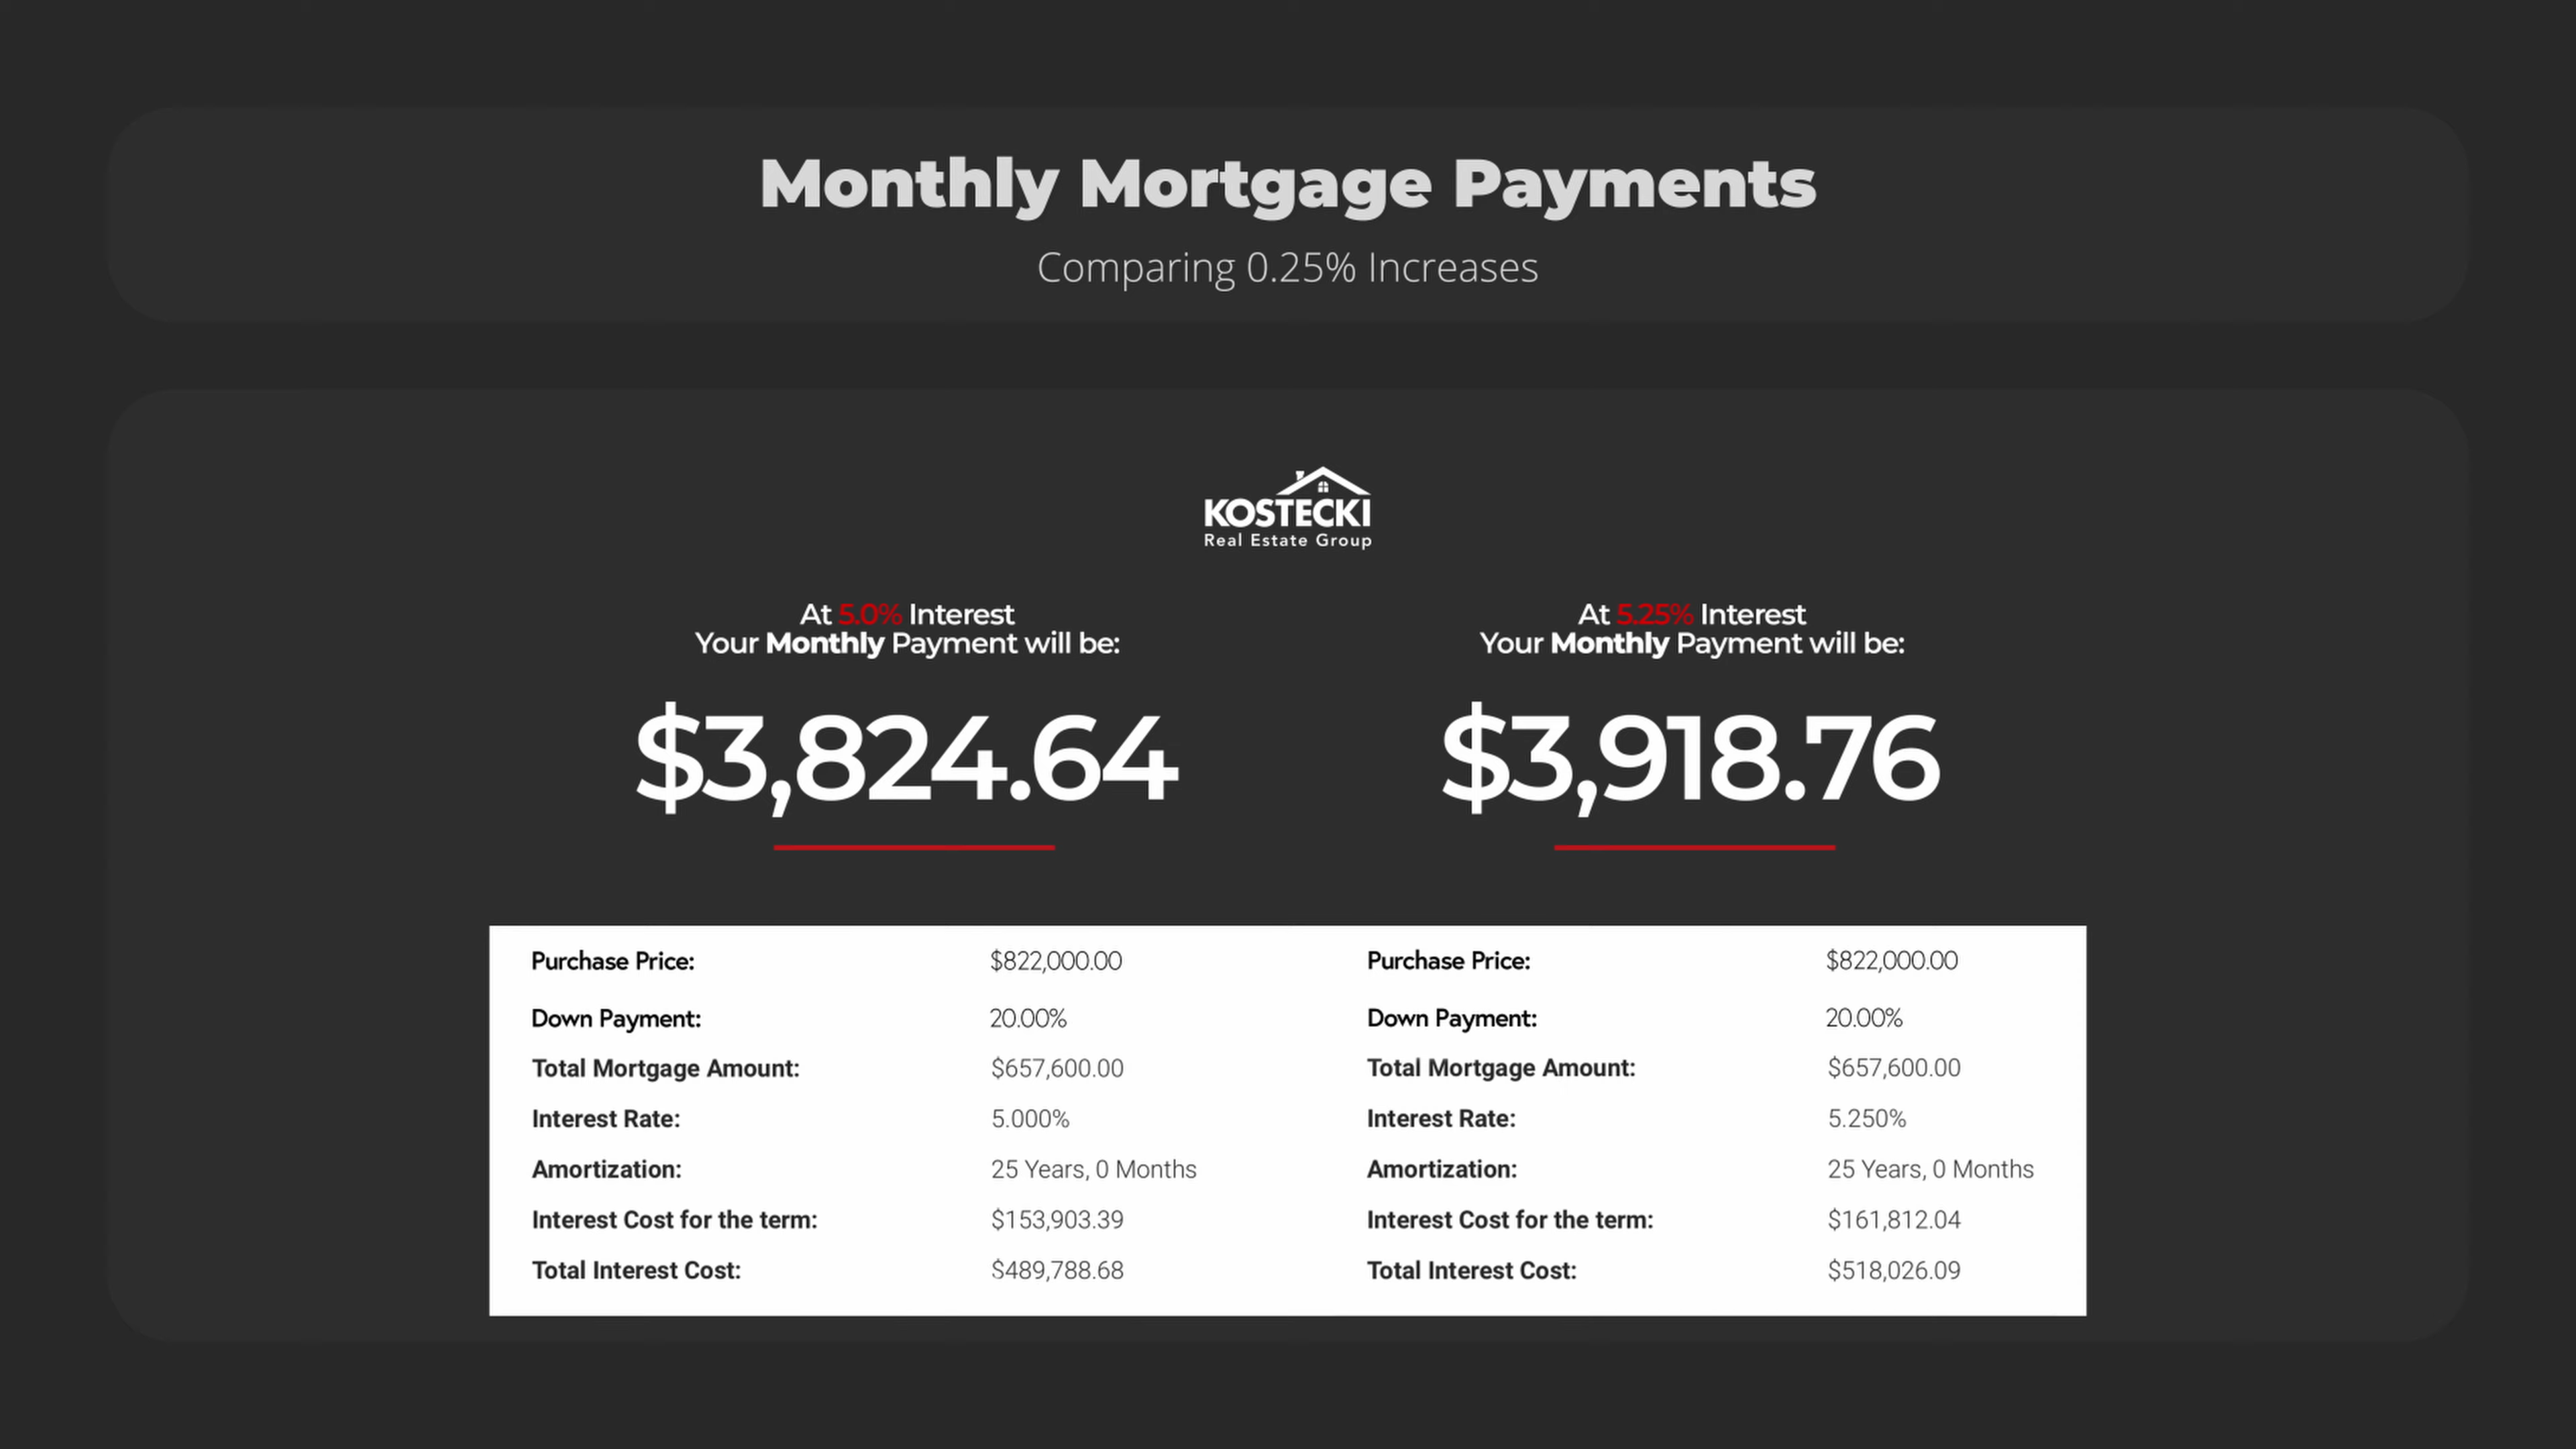 Monthly Mortgage Payments
Comparing 0.25% Increases
KOSTECKI
Real Estate Group
At 5.0% Interest
Your Monthly Payment will be:
$3,824.64
At 5.25% Interest
Your Monthly Payment will be:
$3,918.76
Purchase Price: $822,000.00
Down Payment: 20.00%
Total Mortgage Amount: $657,600.00
Interest Rate: 5.000%
Amortization: 25 Years, 0 Months
Interest Cost for the term: $153,903.39
Total Interest Cost: $489,788.68
Purchase Price: $822,000.00
Down Payment: 20.00%
Total Mortgage Amount: $657,600.00
Interest Rate: 5.250%
Amortization: 25 Years, 0 Months
Interest Cost for the term: $161,812.04
Total Interest Cost: $518,026.09